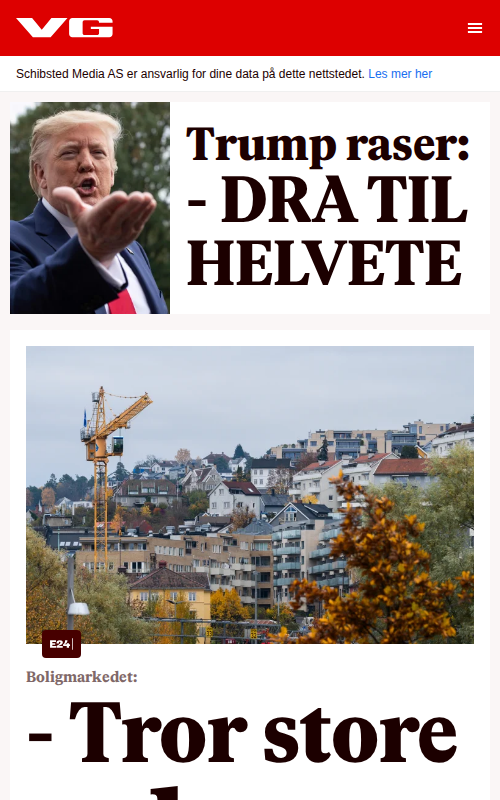 VG
Schibsted Media AS er ansvarlig for dine data på dette nettstedet. Les mer her
Trump raser:
- DRA TIL
HELVETE
E24
Boligmarkedet:
- Tror store